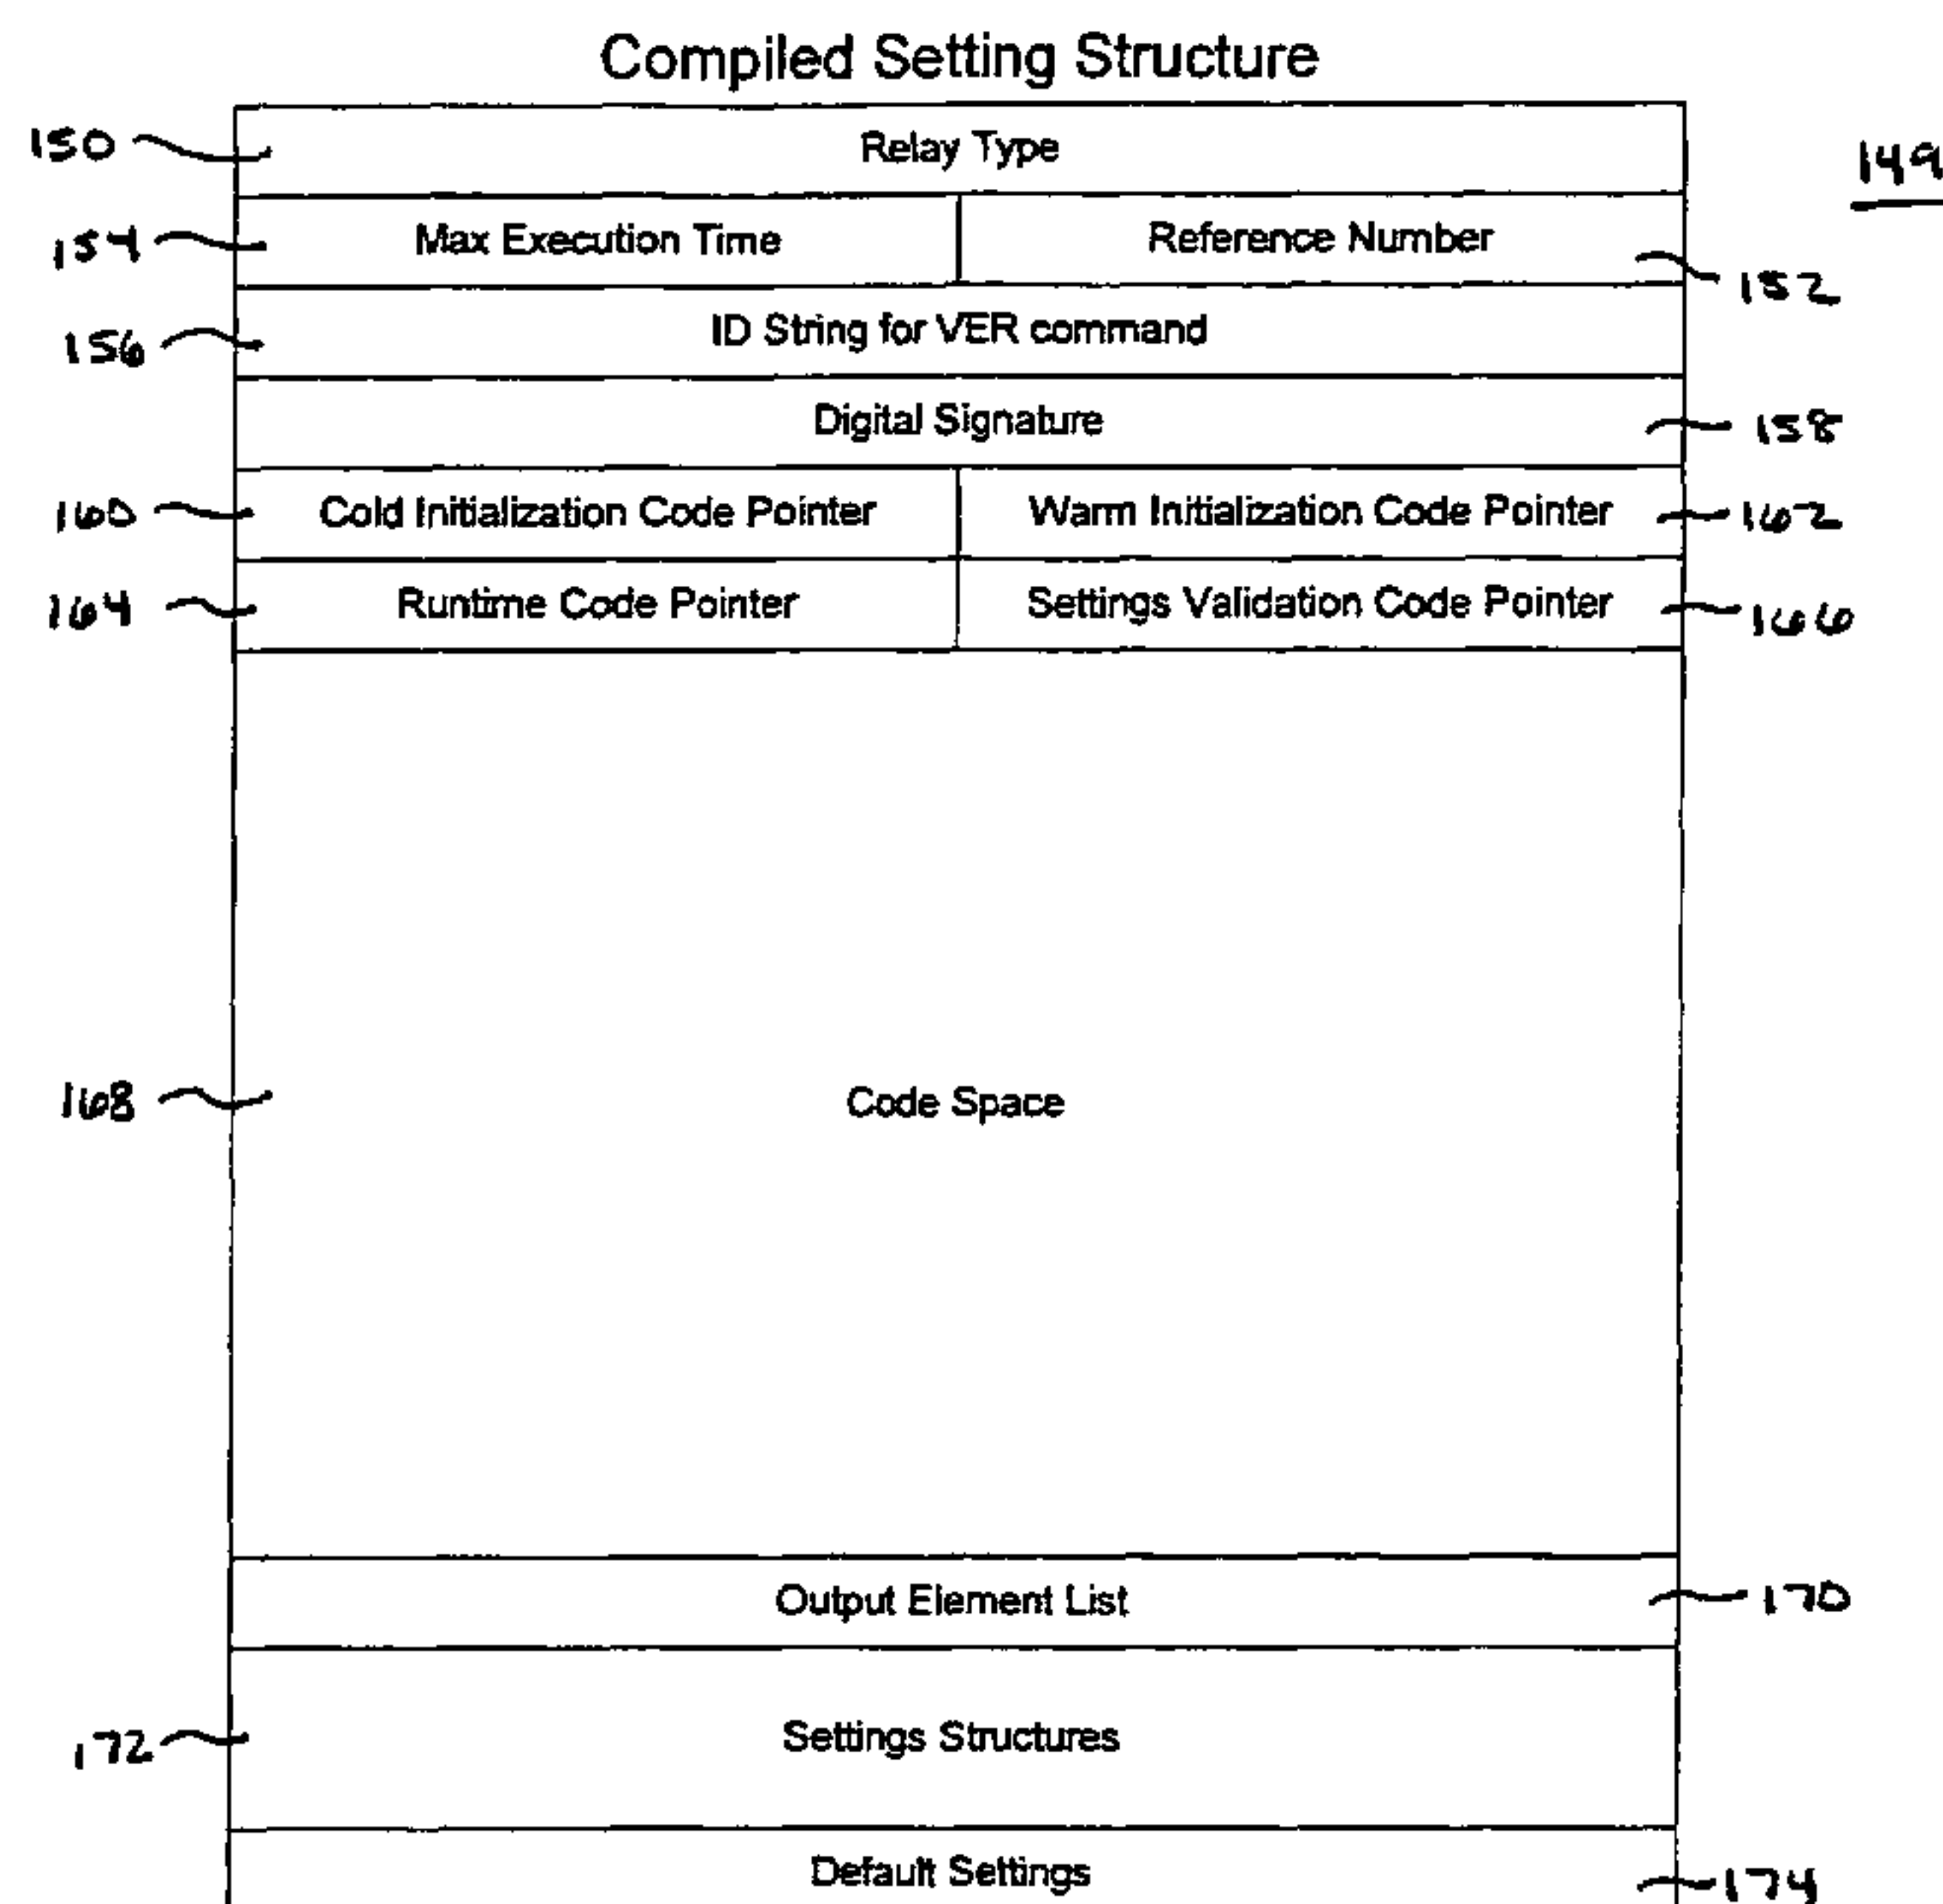 Compiled Setting Structure
150 Relay Type 149
154 Max Execution Time Reference Number 152
156 ID String for VER command
Digital Signature 158
160 Cold Initialization Code Pointer Warm Initialization Code Pointer 162
164 Runtime Code Pointer Settings Validation Code Pointer 166
168 Code Space
Output Element List 170
172 Settings Structures
Default Settings 174